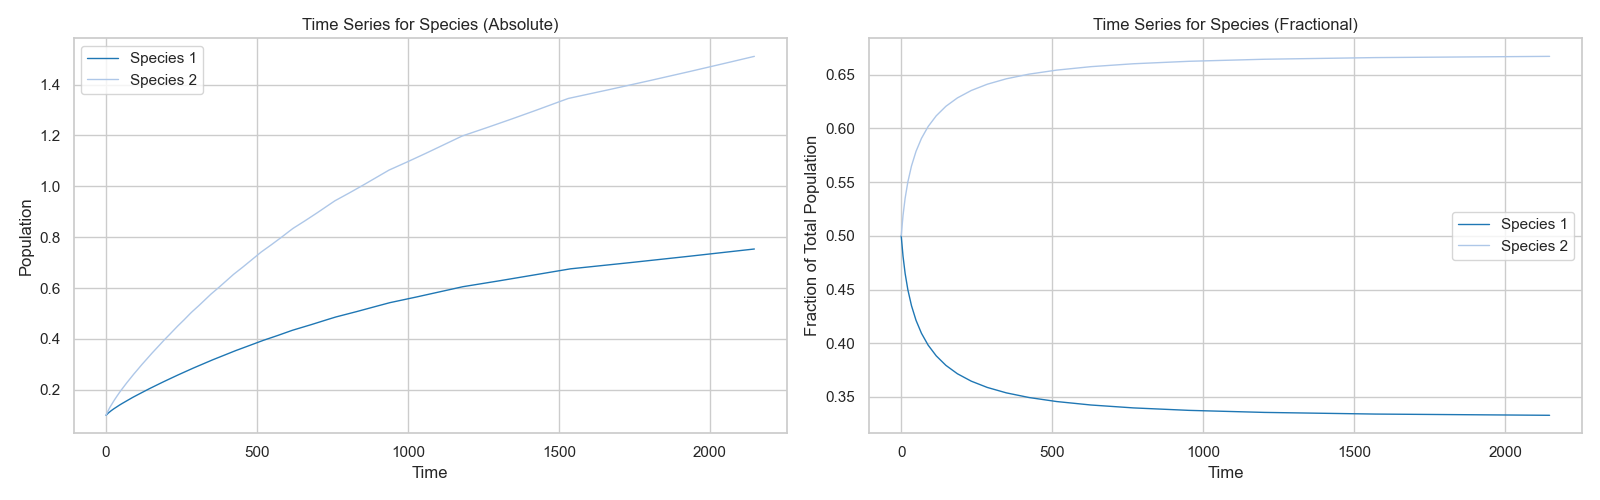 Time Series for Species (Absolute)
Species 1
Species 2
Population
1.4
1.2
1.0
0.8
0.6
0.4
0.2
0
500
1000
1500
2000
Time
Time Series for Species (Fractional)
Species 1
Species 2
Fraction of Total Population
0.65
0.60
0.55
0.50
0.45
0.40
0.35
0
500
1000
1500
2000
Time